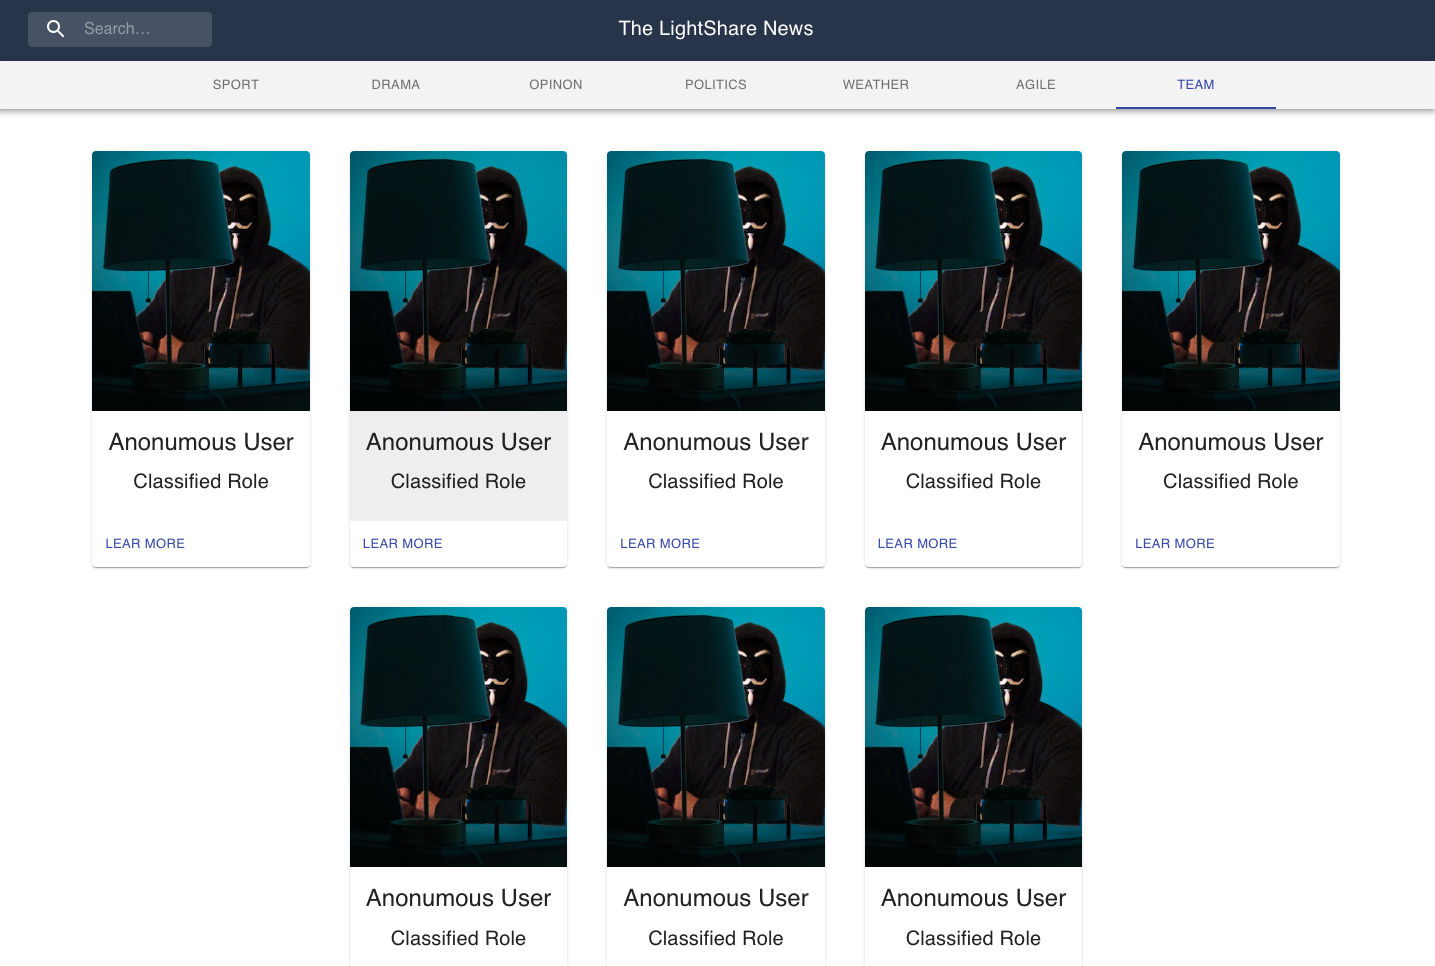 Search...
The LightShare News
SPORT DRAMA OPINON POLITICS WEATHER AGILE TEAM
Anonumous User Anonumous User Anonumous User Anonumous User Anonumous User
Classified Role Classified Role Classified Role Classified Role Classified Role
LEAR MORE LEAR MORE LEAR MORE LEAR MORE LEAR MORE
Anonumous User Anonumous User Anonumous User
Classified Role Classified Role Classified Role